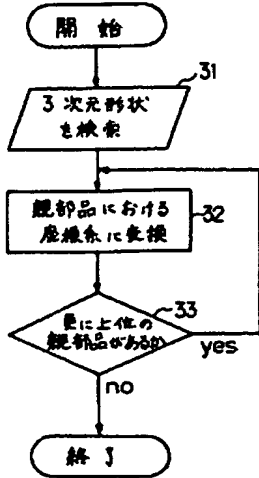 開始
31
3次元形状
を検索
親部品における
座標系に変換
32
更に上位の
親部品があるか
33
yes
no
終了